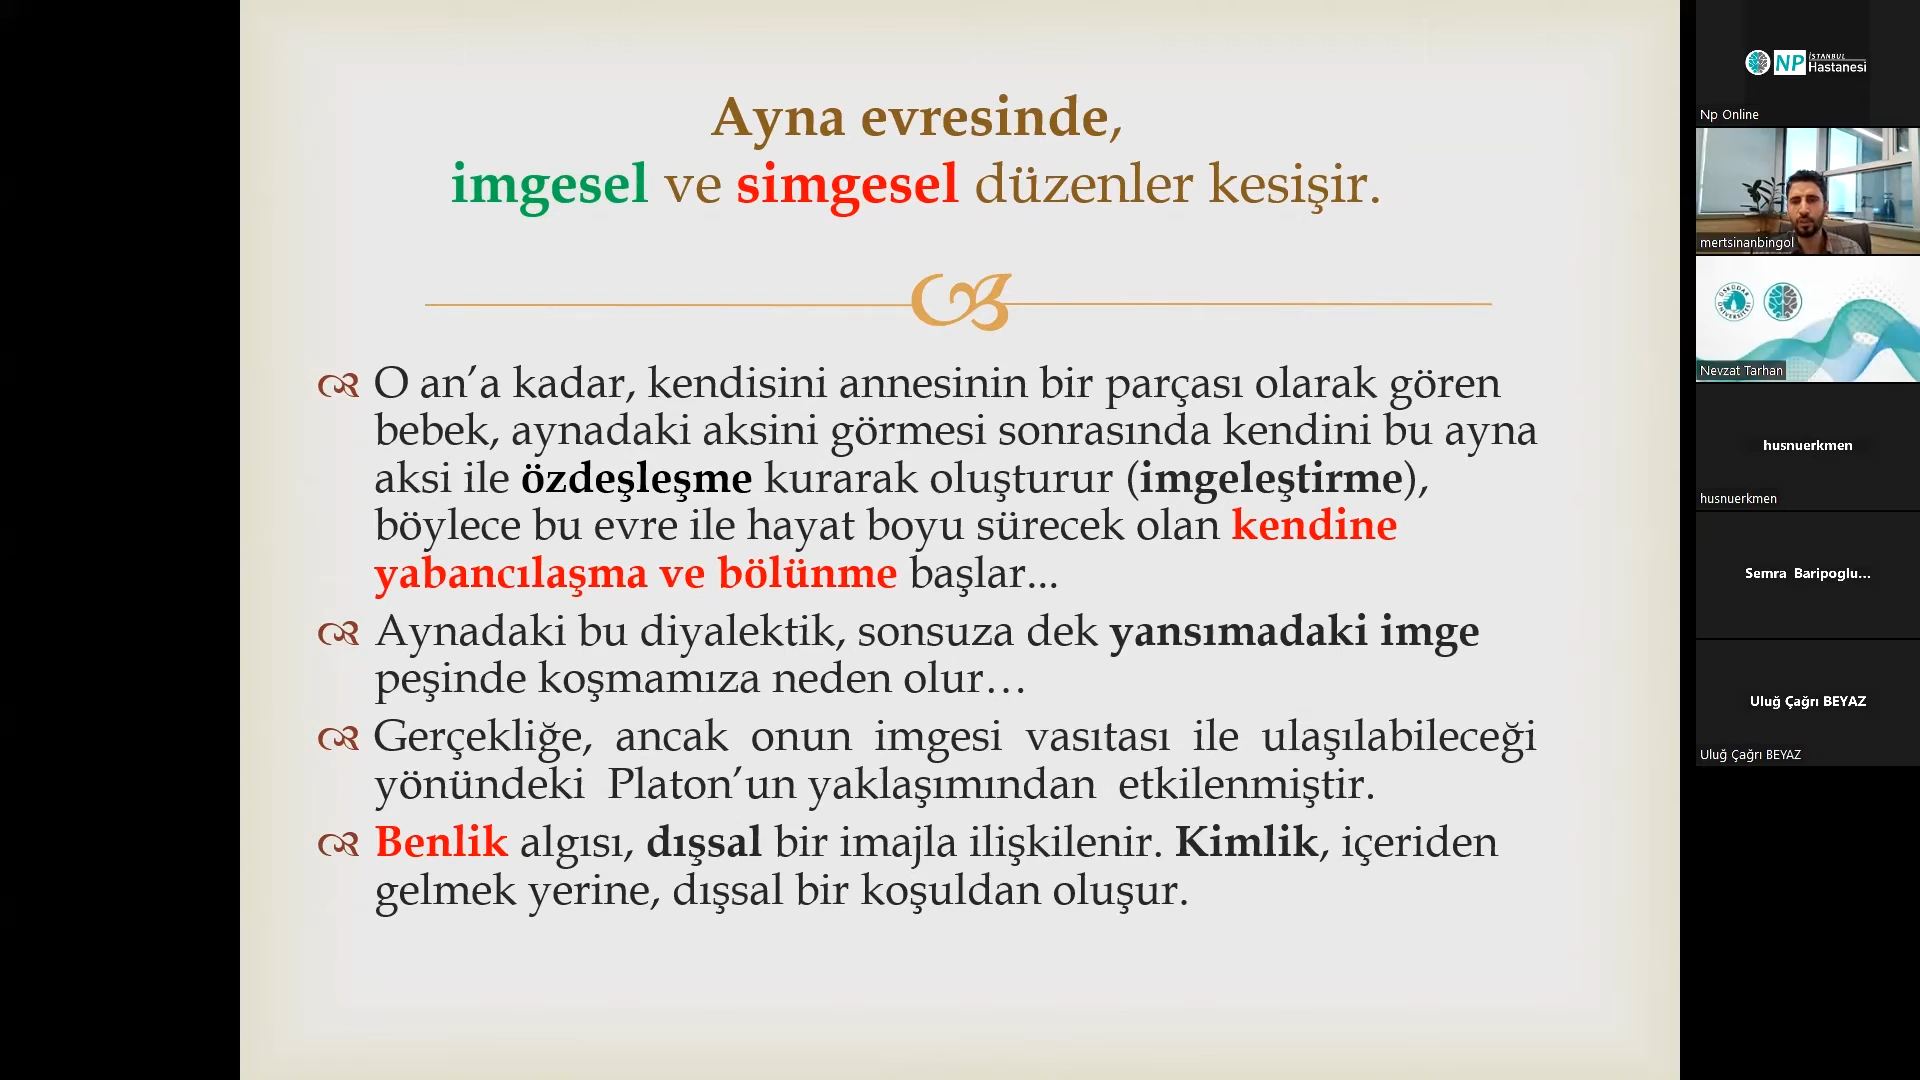 Ayna evresinde,
imgesel ve simgesel düzenler kesişir.
O an’a kadar, kendisini annesinin bir parçası olarak gören
bebek, aynadaki aksini görmesi sonrasında kendini bu ayna
aksi ile özdeşleşme kurarak oluşturur (imgeleştirme),
böylece bu evre ile hayat boyu sürecek olan kendine
yabancılaşma ve bölünme başlar...
Aynadaki bu diyalektik, sonsuza dek yansımadaki imge
peşinde koşmamıza neden olur…
Gerçekliğe, ancak onun imgesi vasıtası ile ulaşılabileceği
yönündeki Platon’un yaklaşımından etkilenmiştir.
Benlik algısı, dışsal bir imajla ilişkilenir. Kimlik, içeriden
gelmek yerine, dışsal bir koşuldan oluşur.
NP İSTANBUL
Hastanesi
Np Online
mertsinanbingol
ÜSKÜDAR ÜNİVERSİTESİ
Nevzat Tarhan
husnuerkmen
husnuerkmen
Semra Baripoglu...
Uluğ Çağrı BEYAZ
Uluğ Çağrı BEYAZ